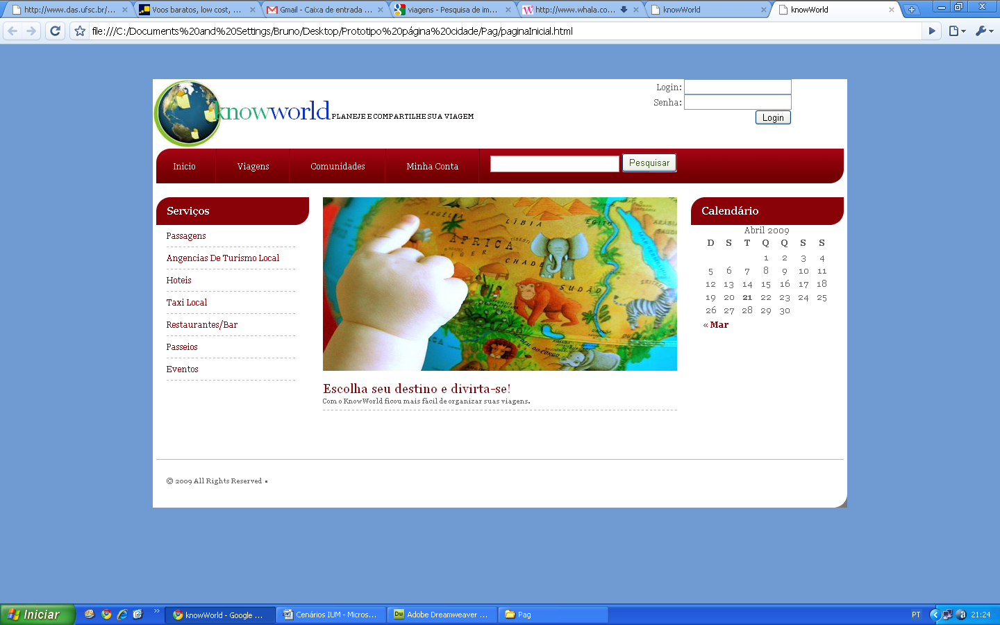 http://www.das.ufsc.br/...
Voos baratos, low cost, ...
Gmail - Caixa de entrada ...
viagens - Pesquisa de im...
http://www.whala.co...
knowWorld
knowWorld
file:///C:/Documents%20and%20Settings/Bruno/Desktop/Prototipo%20página%20cidade/Pag/paginaInicial.html
knowworld PLANEJE E COMPARTILHE SUA VIAGEM
Login:
Senha:
Login
Inicio Viagens Comunidades Minha Conta Pesquisar
Serviços
Passagens
Angencias De Turismo Local
Hoteis
Taxi Local
Restaurantes/Bar
Passeios
Eventos
ARGÉLIA
LÍBIA
EGITO
ÁFRICA
TIBESTI
NIGER
CHADE
SUDÃO
DO CONGO
Escolha seu destino e divirta-se!
Com o KnowWorld ficou mais fácil de organizar suas viagens.
Calendário
Abril 2009
D S T Q Q S S
1 2 3 4
5 6 7 8 9 10 11
12 13 14 15 16 17 18
19 20 21 22 23 24 25
26 27 28 29 30
« Mar
© 2009 All Rights Reserved •
Iniciar
knowWorld - Google ...
Cenários IUM - Micros...
Adobe Dreamweaver ...
Pag
PT
21:24